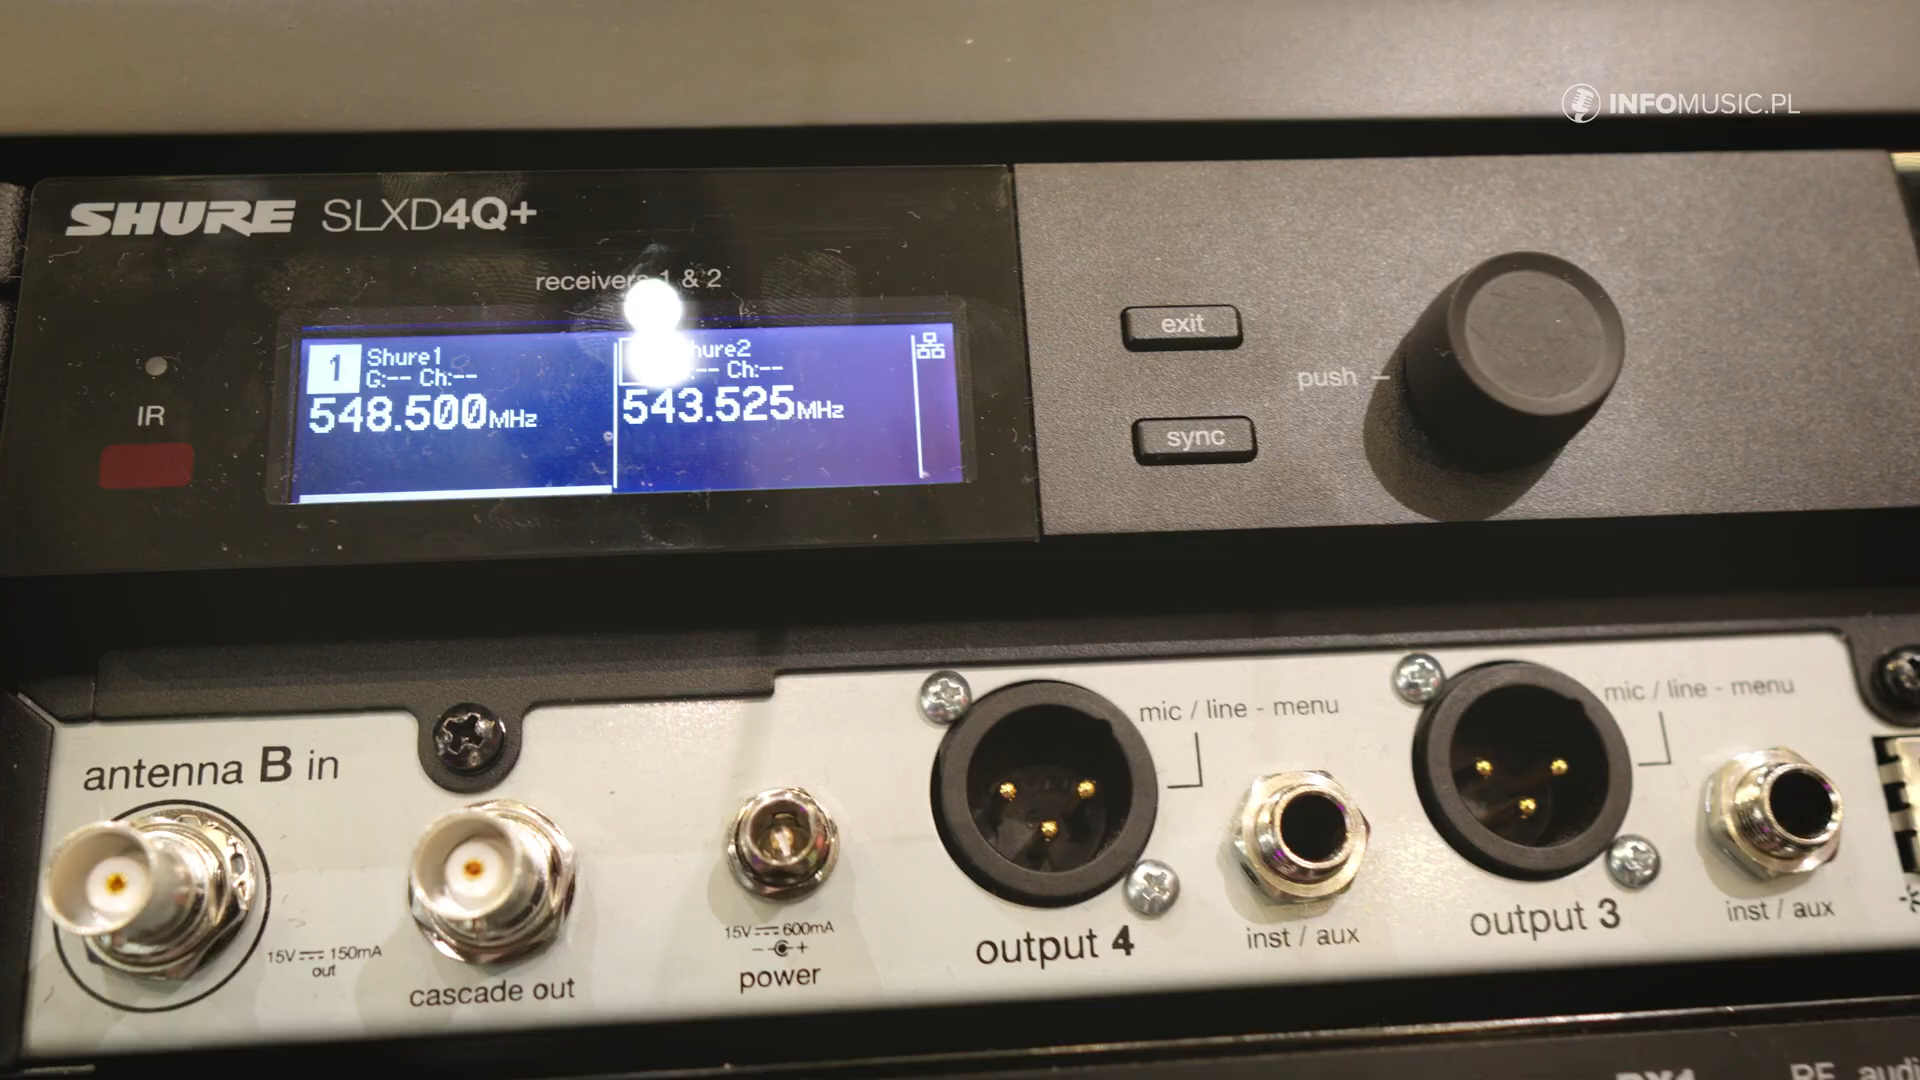 INFOMUSIC.PL
SHURE SLXD4Q+
receivers 1 & 2
IR
1 Shure1
G:-- Ch:--
548.500MHz
hure2
-- Ch:--
543.525MHz
exit
push
sync
antenna B in
15V 150mA
out
cascade out
15V 600mA
- +
power
mic / line - menu
output 4
inst / aux
mic / line - menu
output 3
inst / aux
RF